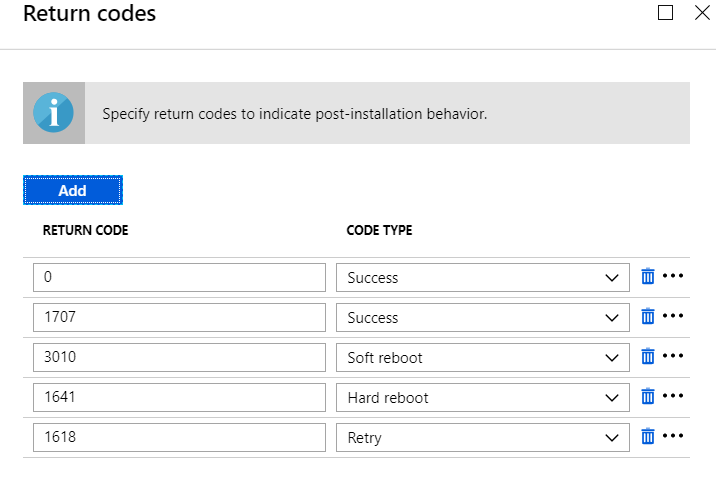 Return codes
Specify return codes to indicate post-installation behavior.
Add
RETURN CODE CODE TYPE
0 Success
1707 Success
3010 Soft reboot
1641 Hard reboot
1618 Retry